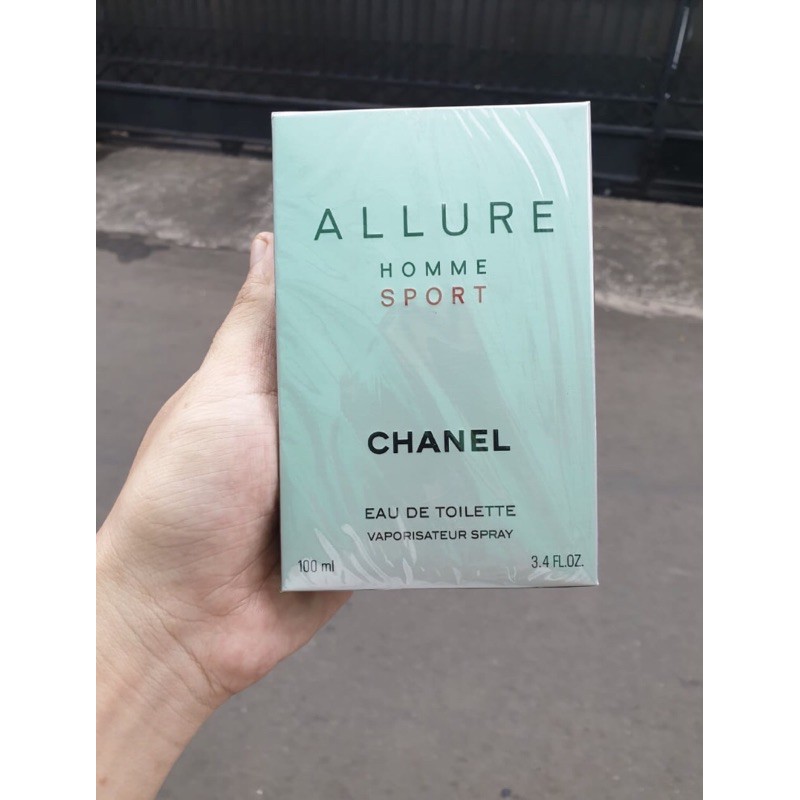 ALLURE
HOMME
SPORT
CHANEL
EAU DE TOILETTE
VAPORISATEUR SPRAY
100 ml 3.4 FL.OZ.